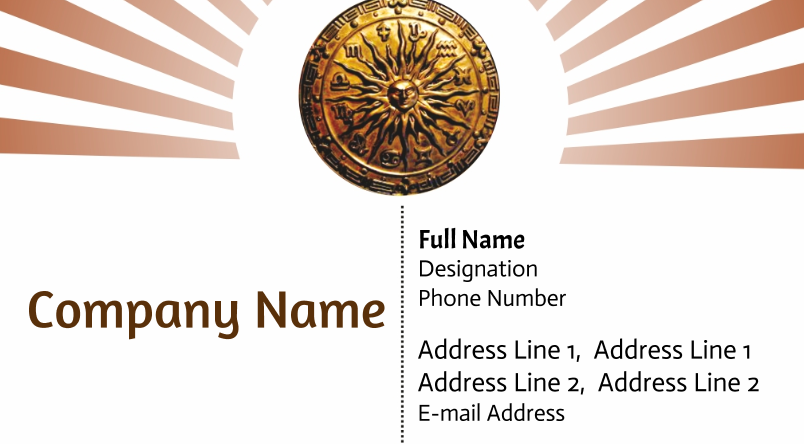 Company Name
Full Name
Designation
Phone Number
Address Line 1,  Address Line 1
Address Line 2,  Address Line 2
E-mail Address